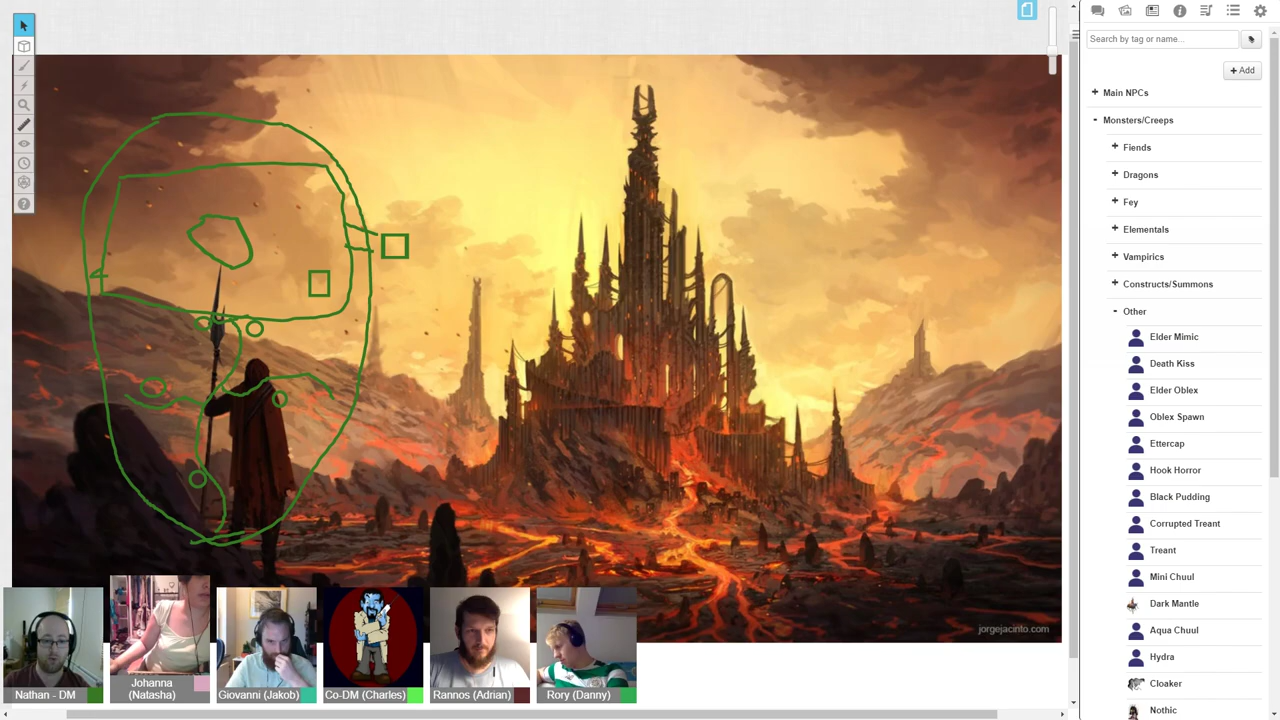 Search by tag or name...
+ Add
Main NPCs
Monsters/Creeps
Fiends
Dragons
Fey
Elementals
Vampirics
Constructs/Summons
Other
Elder Mimic
Death Kiss
Elder Oblex
Oblex Spawn
Ettercap
Hook Horror
Black Pudding
Corrupted Treant
Treant
Mini Chuul
Dark Mantle
Aqua Chuul
Hydra
Cloaker
Nothic
jorgejacinto.com
Nathan - DM
Johanna
(Natasha)
Giovanni (Jakob)
Co-DM (Charles)
Rannos (Adrian)
Rory (Danny)